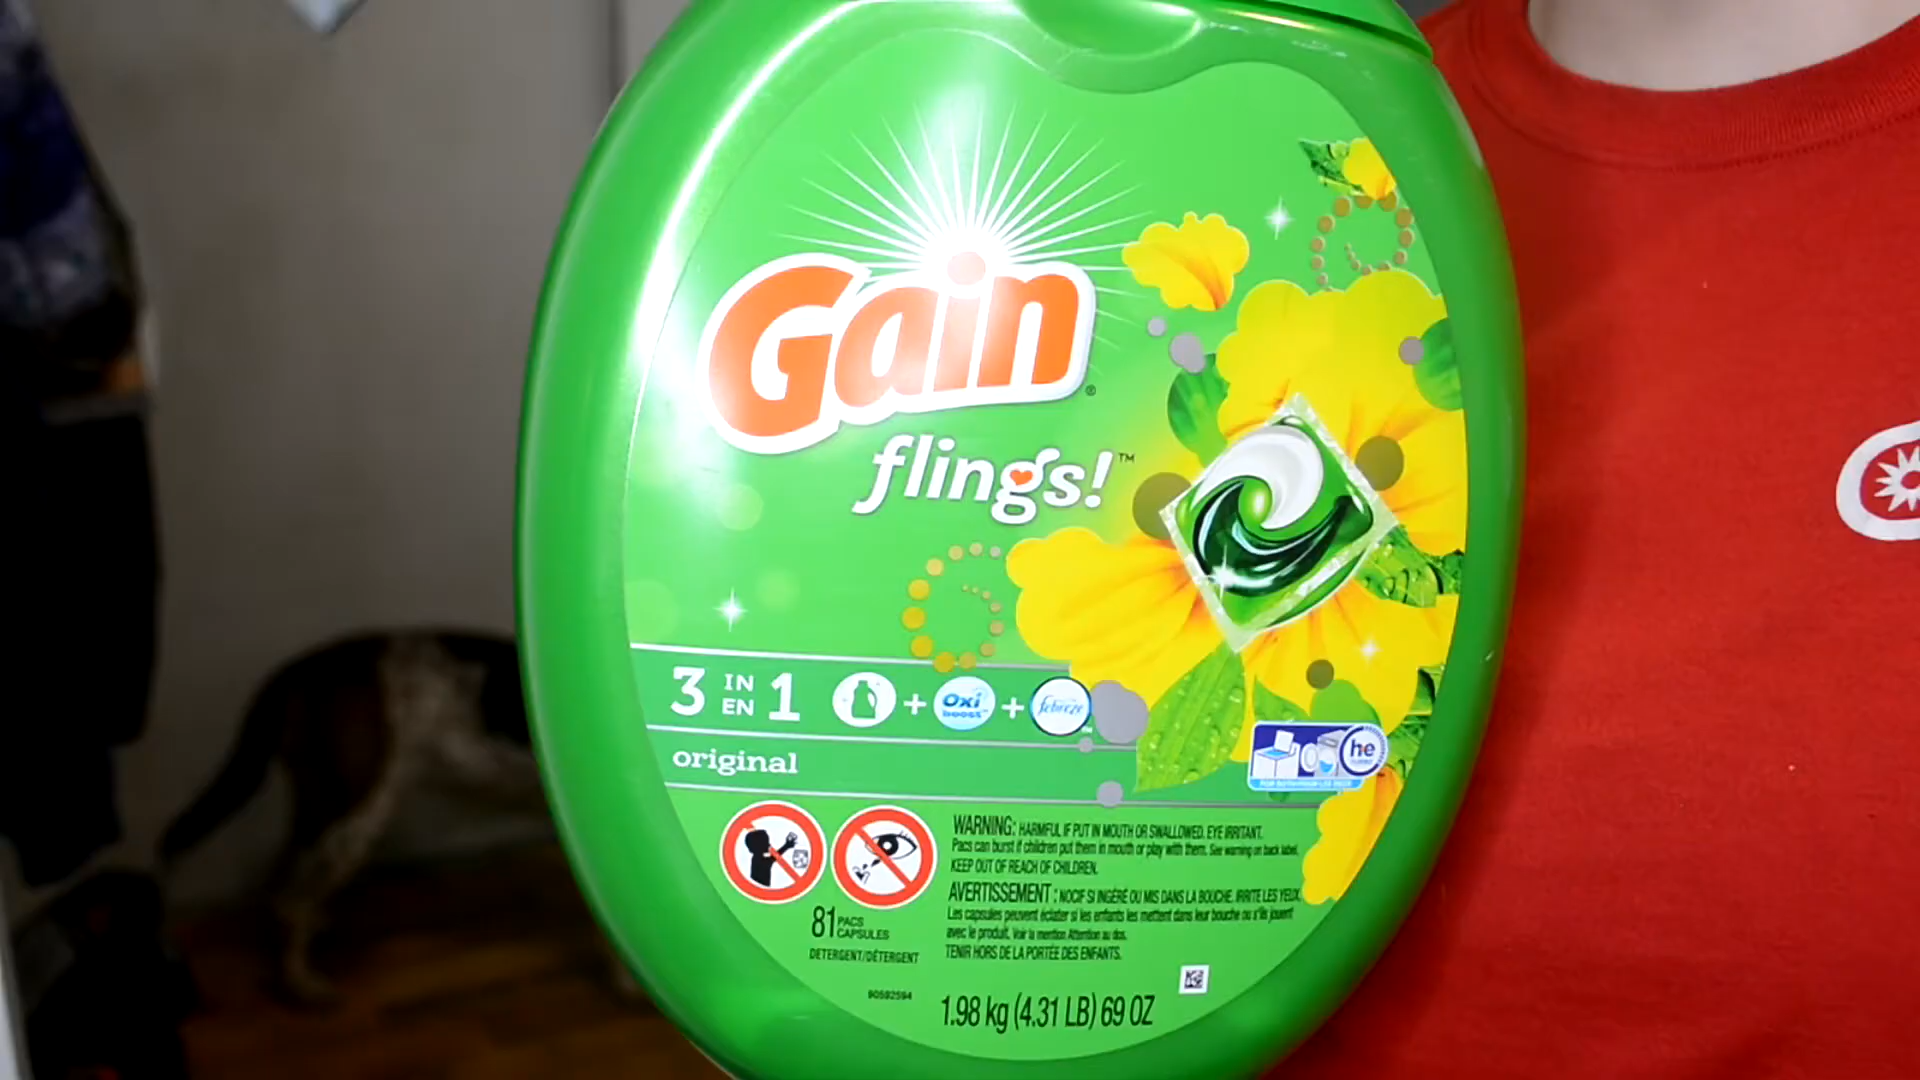 Gain®
flings!™
3 IN EN 1 + Oxi boost™ + febreze
original
he
WARNING: HARMFUL IF PUT IN MOUTH OR SWALLOWED. EYE IRRITANT.
Pacs can burst if children put them in mouth or play with them. See warning on back label.
KEEP OUT OF REACH OF CHILDREN.
AVERTISSEMENT : NOCIF SI INGÉRÉ OU MIS DANS LA BOUCHE. IRRITE LES YEUX.
Les capsules peuvent éclater si les enfants les mettent dans leur bouche ou s'ils jouent
avec le produit. Voir la mention Attention au dos.
TENIR HORS DE LA PORTÉE DES ENFANTS.
81 PACS
CAPSULES
DETERGENT/DÉTERGENT
90592594
1.98 kg (4.31 LB) 69 OZ